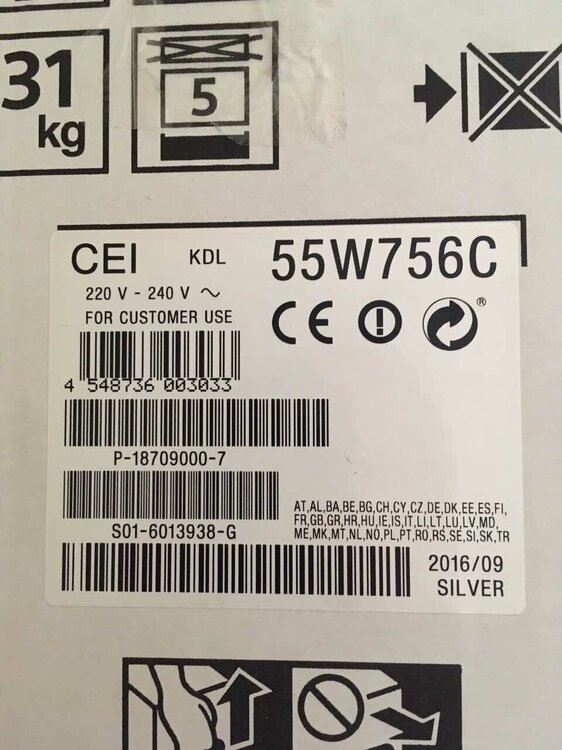 31
kg
5
CEI KDL 55W756C
220 V - 240 V ~
FOR CUSTOMER USE
CE
®
4 548736 003033
P-18709000-7
S01-6013938-G
AT,AL,BA,BE,BG,CH,CY,CZ,DE,DK,EE,ES,FI,
FR,GB,GR,HR,HU,IE,IS,IT,LI,LT,LU,LV,MD,
ME,MK,MT,NL,NO,PL,PT,RO,RS,SE,SI,SK,TR
2016/09
SILVER